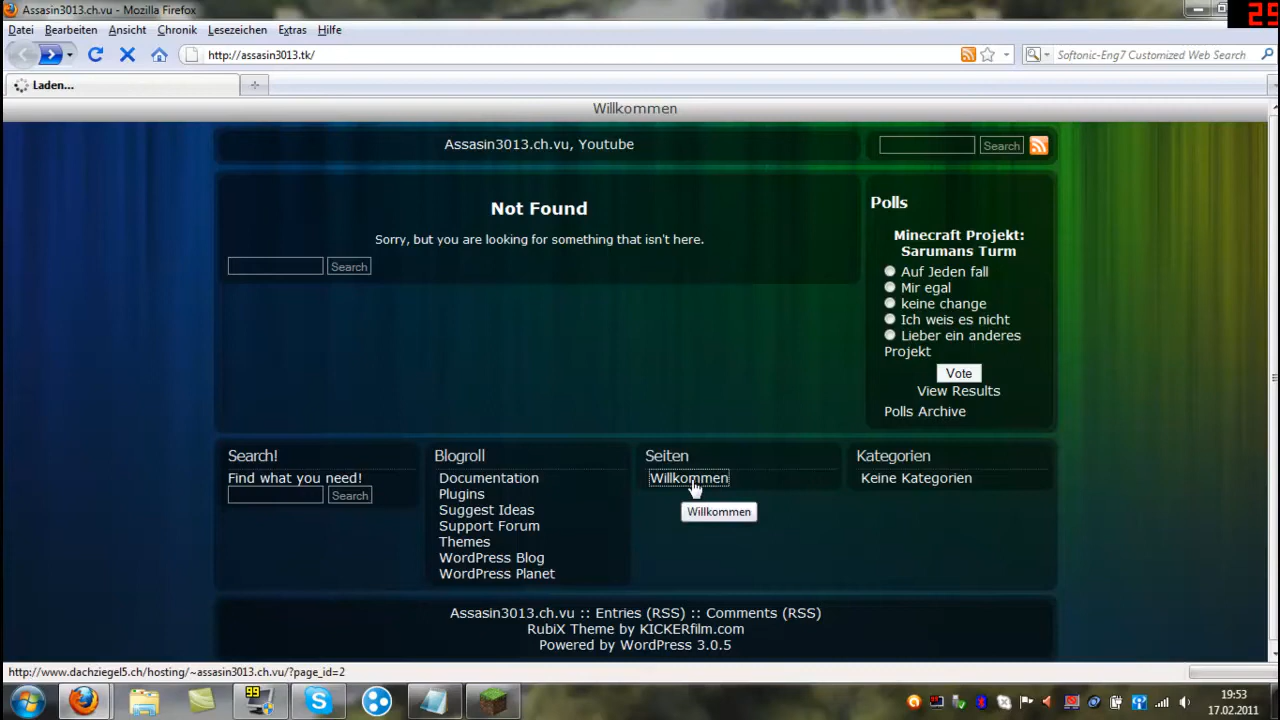 Assasin3013.ch.vu - Mozilla Firefox
29
Datei Bearbeiten Ansicht Chronik Lesezeichen Extras Hilfe
http://assasin3013.tk/
Softonic-Eng7 Customized Web Search
Laden...
Willkommen
Assasin3013.ch.vu, Youtube
Search
Not Found
Sorry, but you are looking for something that isn't here.
Search
Polls
Minecraft Projekt:
Sarumans Turm
Auf Jeden fall
Mir egal
keine change
Ich weis es nicht
Lieber ein anderes
Projekt
Vote
View Results
Polls Archive
Search!
Find what you need!
Search
Blogroll
Documentation
Plugins
Suggest Ideas
Support Forum
Themes
WordPress Blog
WordPress Planet
Seiten
Willkommen
Willkommen
Kategorien
Keine Kategorien
Assasin3013.ch.vu :: Entries (RSS) :: Comments (RSS)
RubiX Theme by KICKERfilm.com
Powered by WordPress 3.0.5
http://www.dachziegel5.ch/hosting/~assasin3013.ch.vu/?page_id=2
99
19:53
17.02.2011